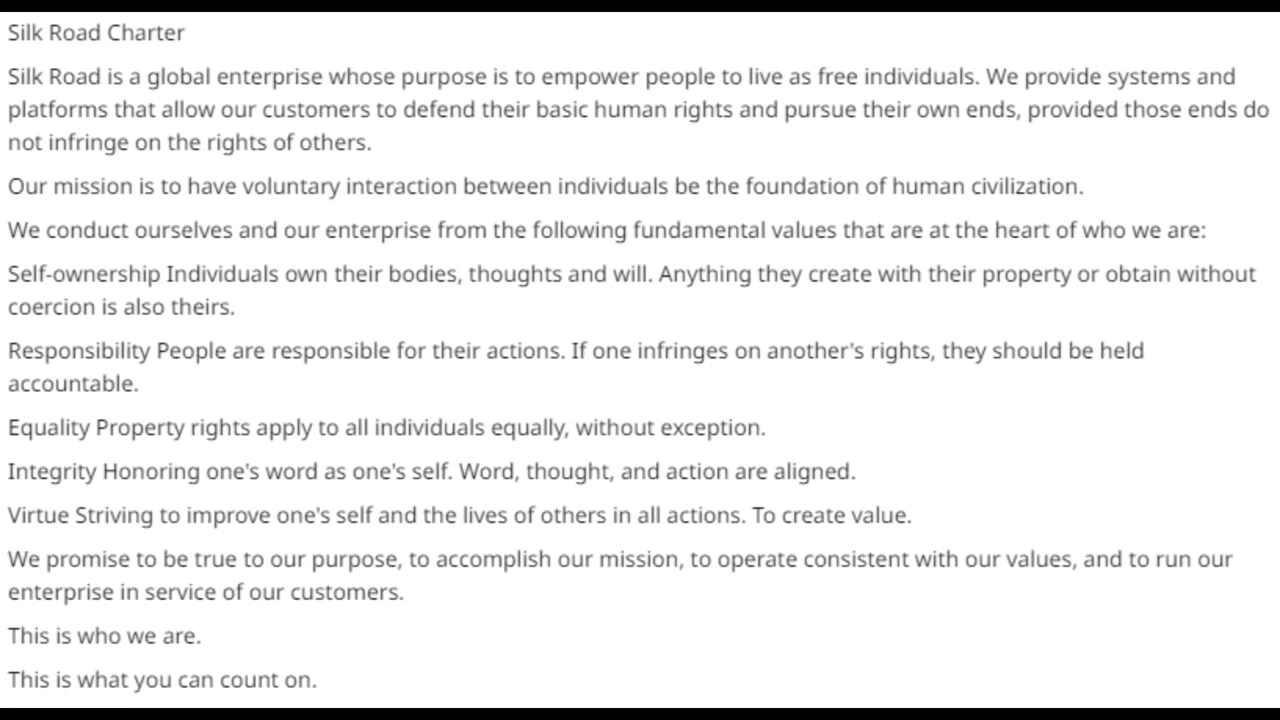 Silk Road Charter
Silk Road is a global enterprise whose purpose is to empower people to live as free individuals. We provide systems and
platforms that allow our customers to defend their basic human rights and pursue their own ends, provided those ends do
not infringe on the rights of others.
Our mission is to have voluntary interaction between individuals be the foundation of human civilization.
We conduct ourselves and our enterprise from the following fundamental values that are at the heart of who we are:
Self-ownership Individuals own their bodies, thoughts and will. Anything they create with their property or obtain without
coercion is also theirs.
Responsibility People are responsible for their actions. If one infringes on another's rights, they should be held
accountable.
Equality Property rights apply to all individuals equally, without exception.
Integrity Honoring one's word as one's self. Word, thought, and action are aligned.
Virtue Striving to improve one's self and the lives of others in all actions. To create value.
We promise to be true to our purpose, to accomplish our mission, to operate consistent with our values, and to run our
enterprise in service of our customers.
This is who we are.
This is what you can count on.